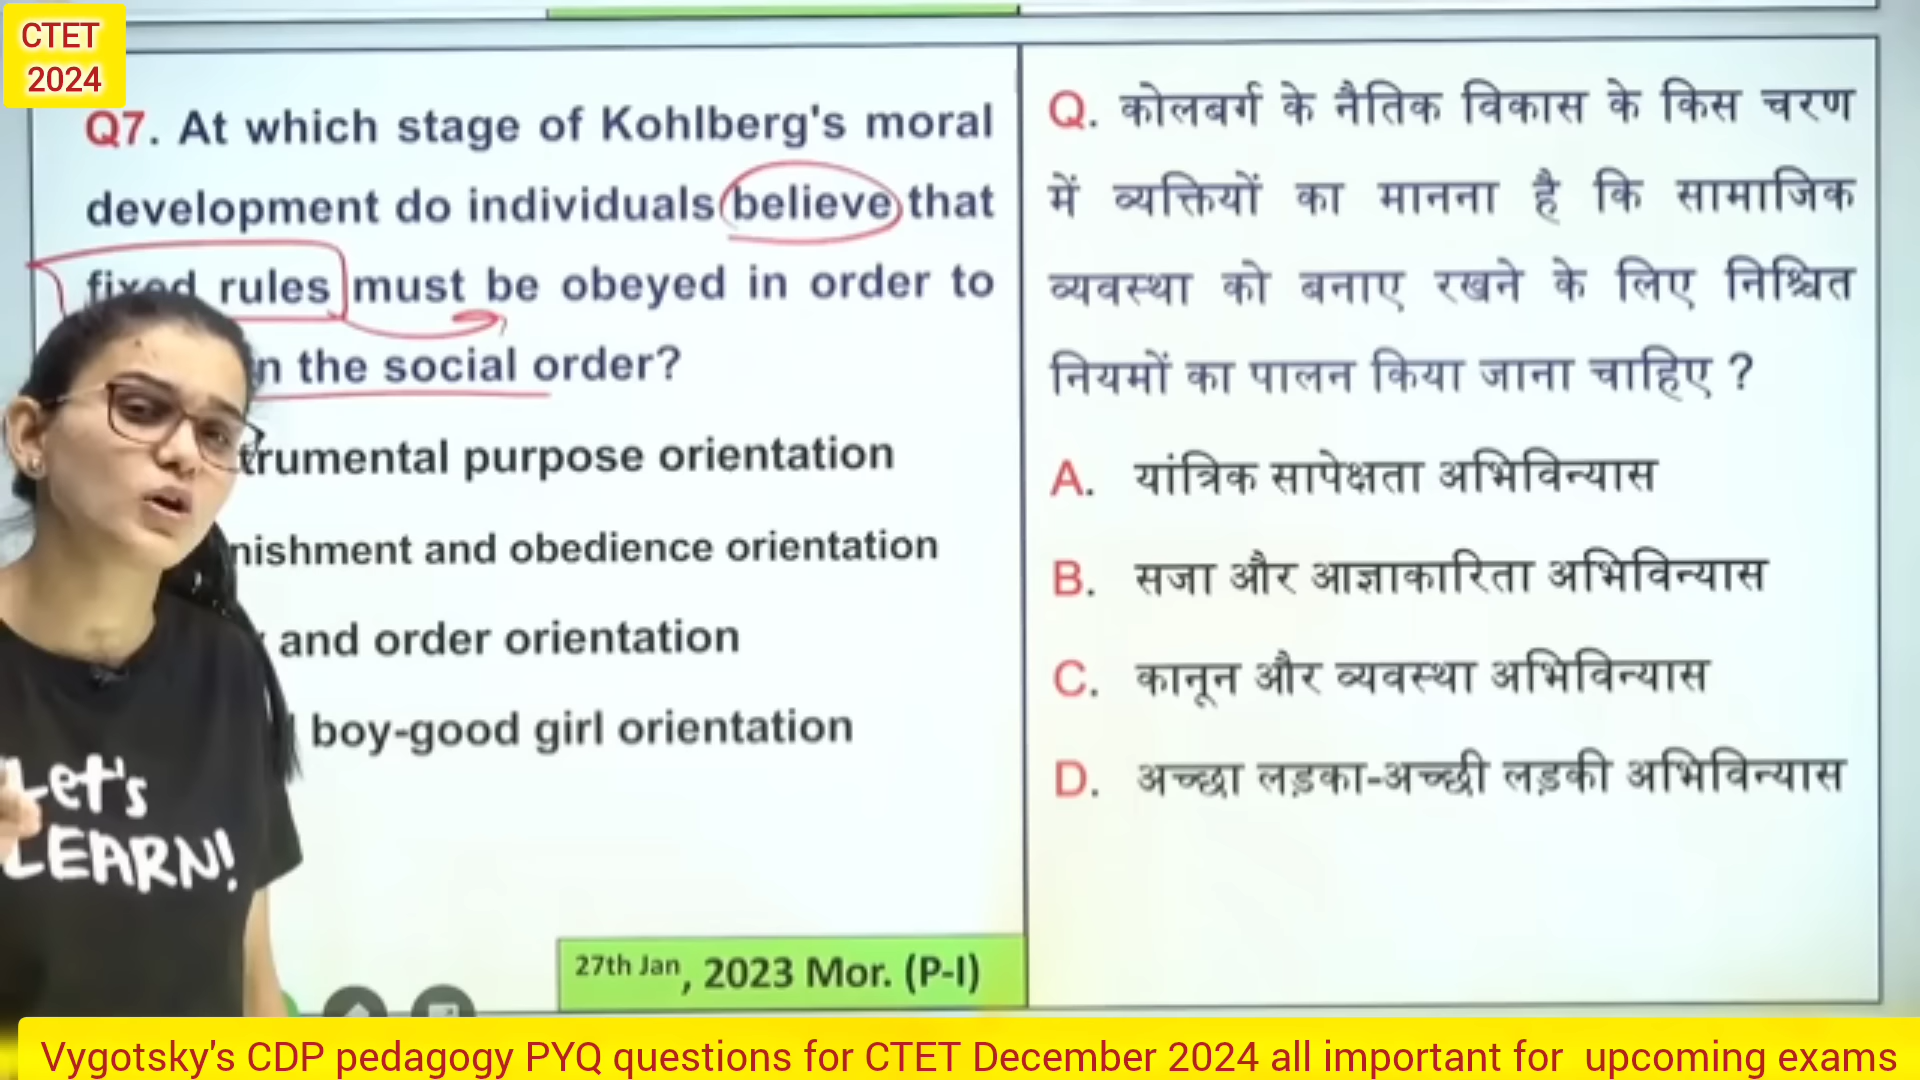 CTET
2024
Q7. At which stage of Kohlberg's moral
development do individuals believe that
fixed rules must be obeyed in order to
the social order?
purpose orientation
and obedience orientation
and order orientation
boy-good girl orientation
27th Jan, 2023 Mor. (P-I)
Q. कोलबर्ग के नैतिक विकास के किस चरण
में व्यक्तियों का मानना है कि सामाजिक
व्यवस्था को बनाए रखने के लिए निश्चित
नियमों का पालन किया जाना चाहिए ?
A. यांत्रिक सापेक्षता अभिविन्यास
B. सजा और आज्ञाकारिता अभिविन्यास
C. कानून और व्यवस्था अभिविन्यास
D. अच्छा लड़का-अच्छी लड़की अभिविन्यास
Let's
LEARN!
Vygotsky's CDP pedagogy PYQ questions for CTET December 2024 all important for upcoming exams